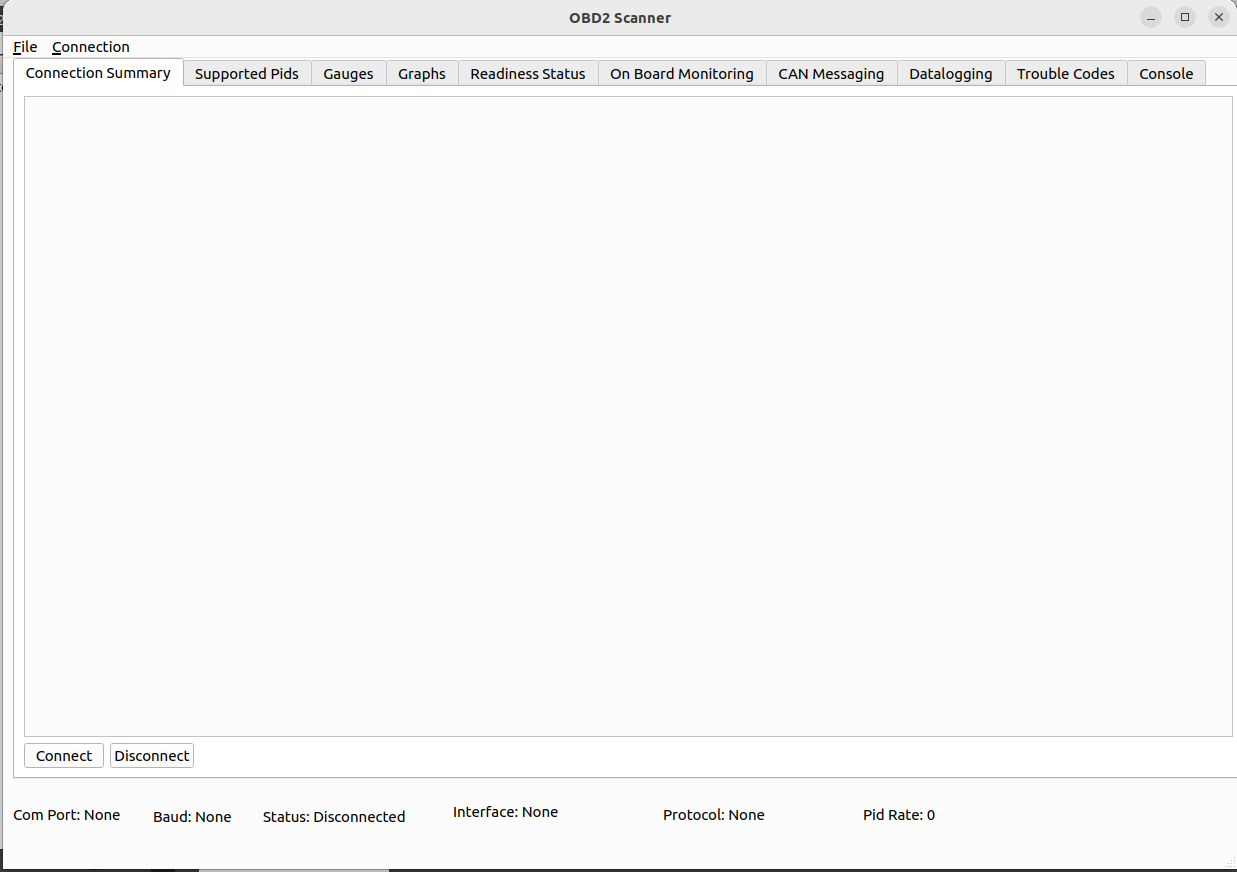 OBD2 Scanner
File Connection
Connection Summary Supported Pids Gauges Graphs Readiness Status On Board Monitoring CAN Messaging Datalogging Trouble Codes Console
Connect Disconnect
Com Port: None Baud: None Status: Disconnected Interface: None Protocol: None Pid Rate: 0